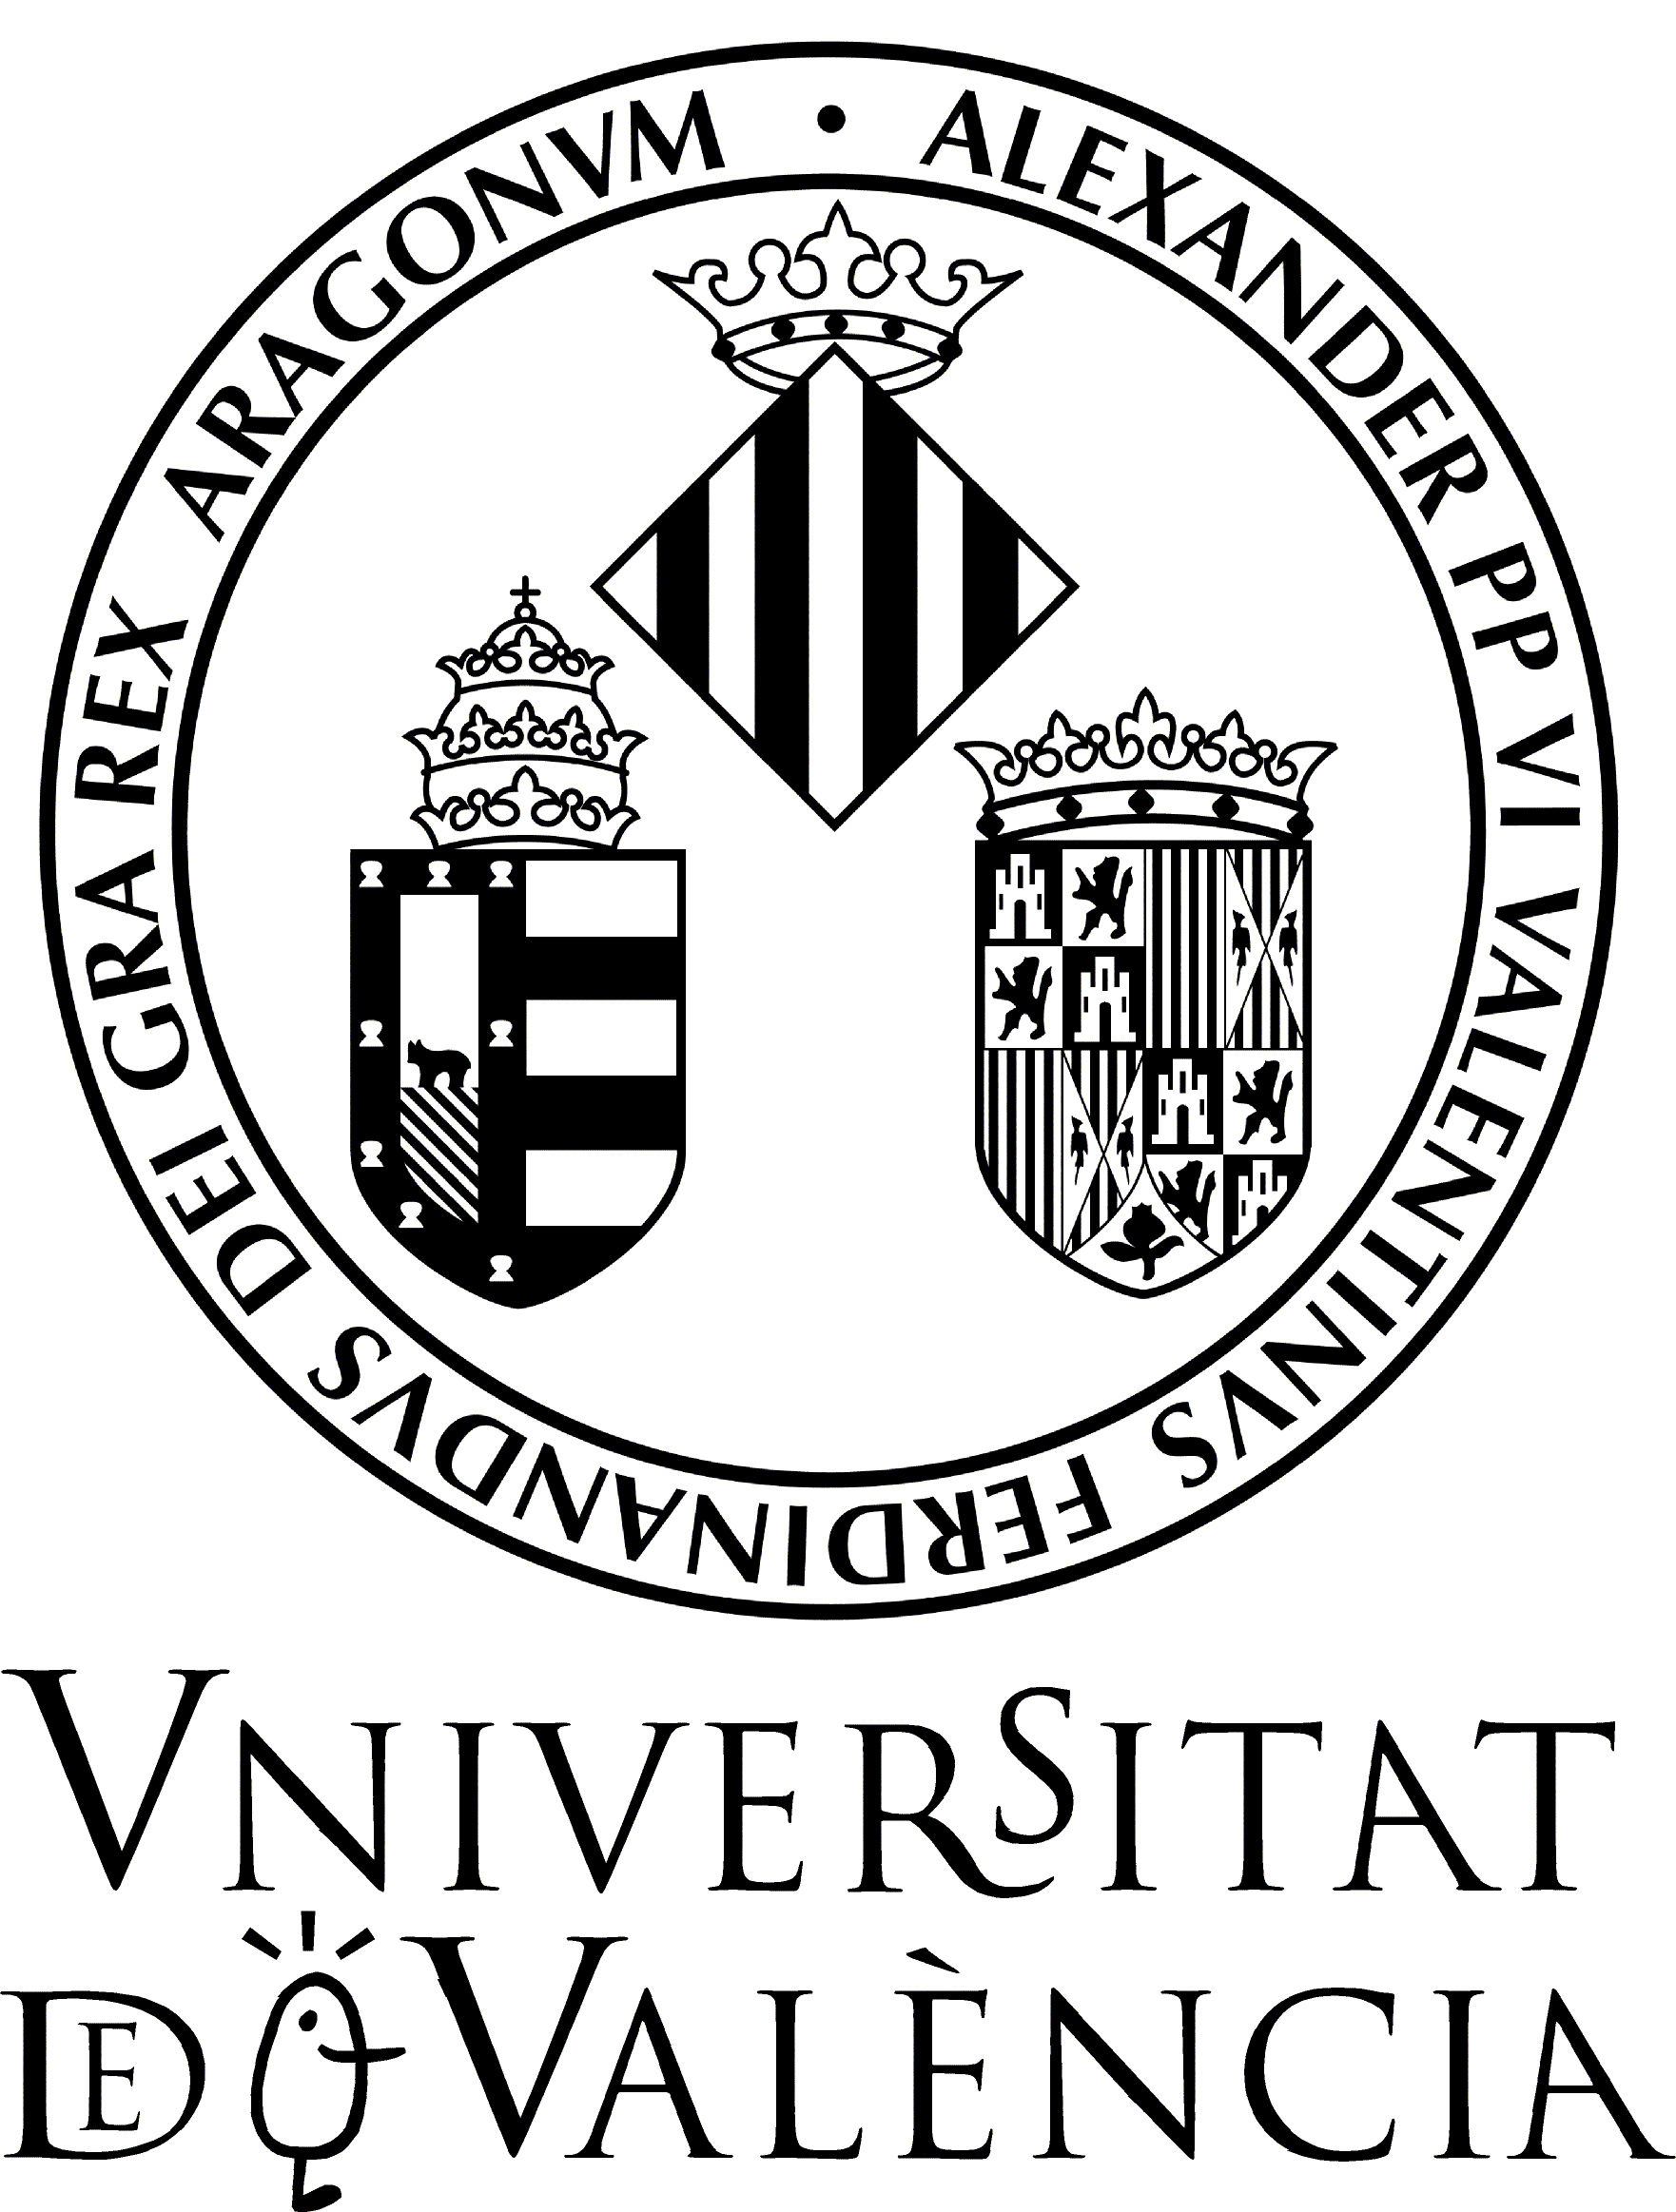 ALEXANDER PP VI VALENTINVS FERDINANDVS DEI GRA REX ARAGONVM •
VNIVERSITAT
DE VALÈNCIA